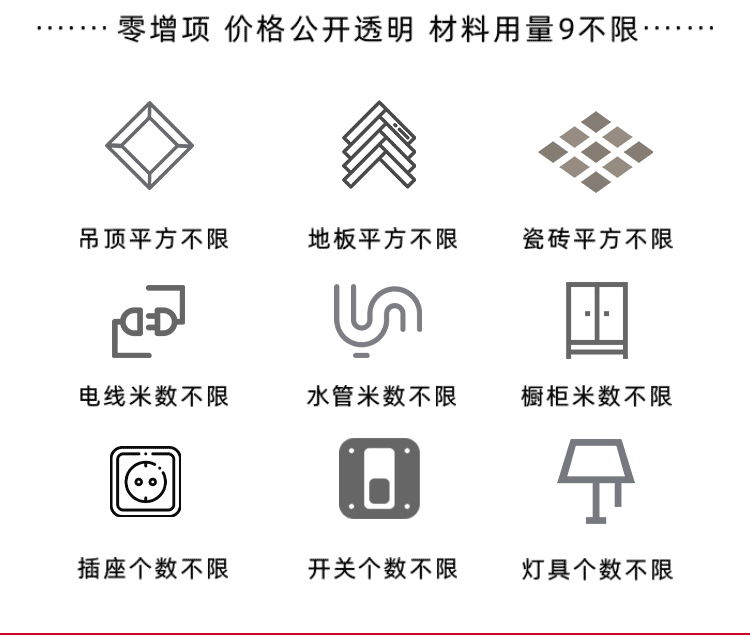 ······· 零增项 价格公开透明 材料用量9不限·······
吊顶平方不限 地板平方不限 瓷砖平方不限
电线米数不限 水管米数不限 橱柜米数不限
插座个数不限 开关个数不限 灯具个数不限